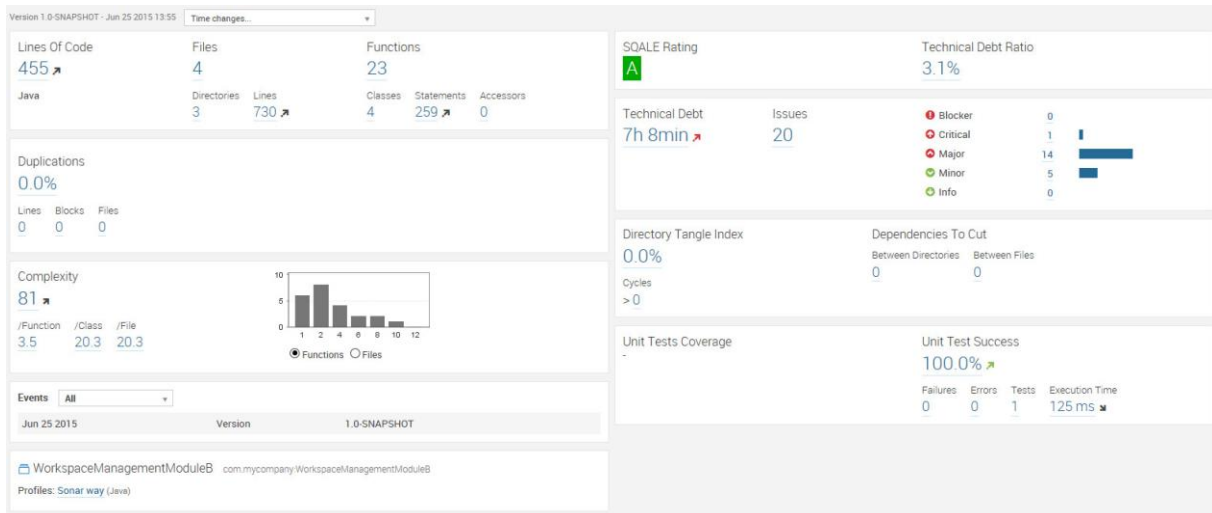 Version 1.0-SNAPSHOT - Jun 25 2015 13:55 Time changes...
Lines Of Code Files Functions
455 4 23
Java Directories Lines Classes Statements Accessors
3 730 4 259 0
Duplications
0.0%
Lines Blocks Files
0 0 0
Complexity
81
/Function /Class /File
3.5 20.3 20.3
10
5
0
1 2 4 6 8 10 12
Functions Files
Events All
Jun 25 2015 Version 1.0-SNAPSHOT
WorkspaceManagementModuleB com.mycompany:WorkspaceManagementModuleB
Profiles: Sonar way (Java)
SQALE Rating Technical Debt Ratio
A 3.1%
Technical Debt Issues
7h 8min 20
Blocker 0
Critical 1
Major 14
Minor 5
Info 0
Directory Tangle Index Dependencies To Cut
0.0% Between Directories Between Files
0 0
Cycles
> 0
Unit Tests Coverage Unit Test Success
- 100.0%
Failures Errors Tests Execution Time
0 0 1 125 ms